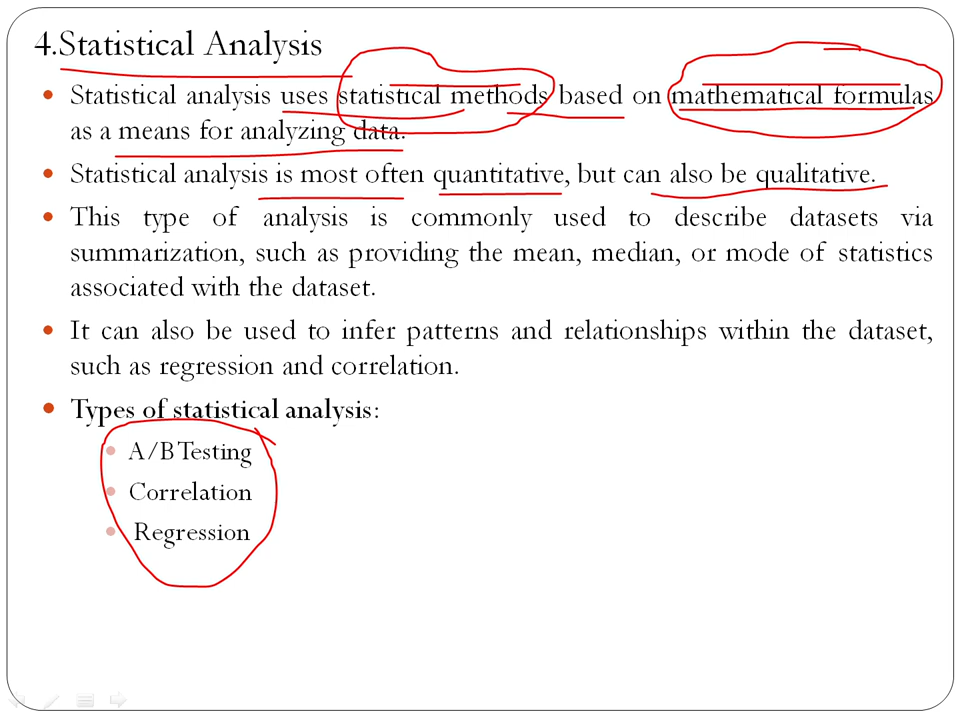 4.Statistical Analysis
• Statistical analysis uses statistical methods based on mathematical formulas
as a means for analyzing data.
• Statistical analysis is most often quantitative, but can also be qualitative.
• This type of analysis is commonly used to describe datasets via
summarization, such as providing the mean, median, or mode of statistics
associated with the dataset.
• It can also be used to infer patterns and relationships within the dataset,
such as regression and correlation.
• Types of statistical analysis:
• A/B Testing
• Correlation
• Regression